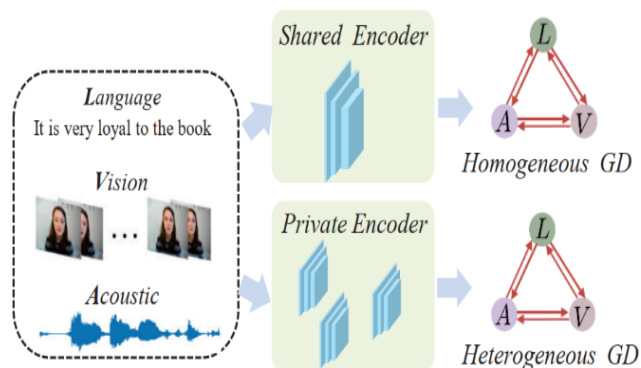 Language
It is very loyal to the book
Vision
...
Acoustic
Shared Encoder
L
A
V
Homogeneous GD
Private Encoder
L
A
V
Heterogeneous GD